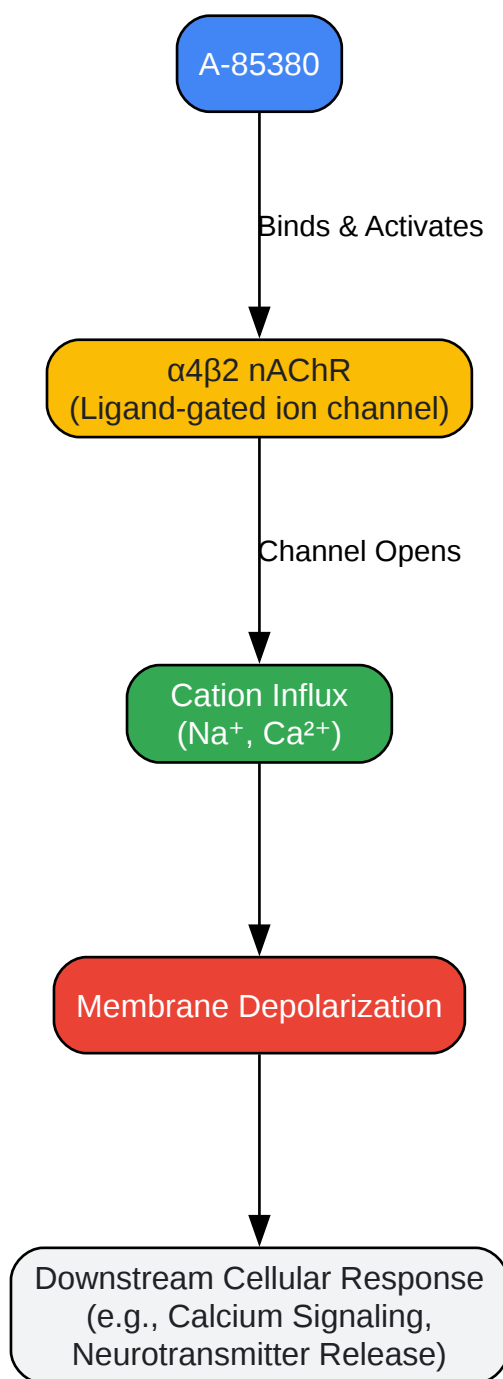 A-85380
Binds & Activates
α4β2 nAChR
(Ligand-gated ion channel)
Channel Opens
Cation Influx
(Na⁺, Ca²⁺)
Membrane Depolarization
Downstream Cellular Response
(e.g., Calcium Signaling,
Neurotransmitter Release)